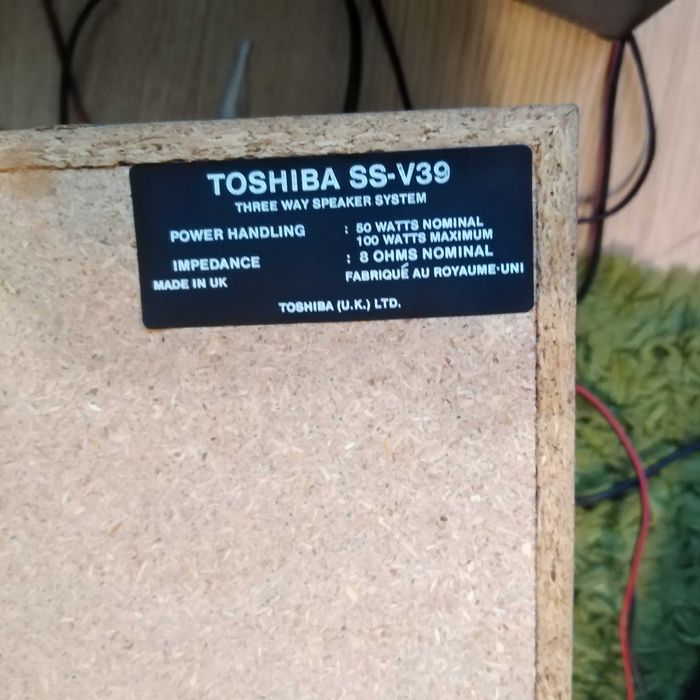 TOSHIBA SS-V39
THREE WAY SPEAKER SYSTEM
POWER HANDLING : 50 WATTS NOMINAL
100 WATTS MAXIMUM
IMPEDANCE : 8 OHMS NOMINAL
MADE IN UK FABRIQUÉ AU ROYAUME-UNI
TOSHIBA (U.K.) LTD.